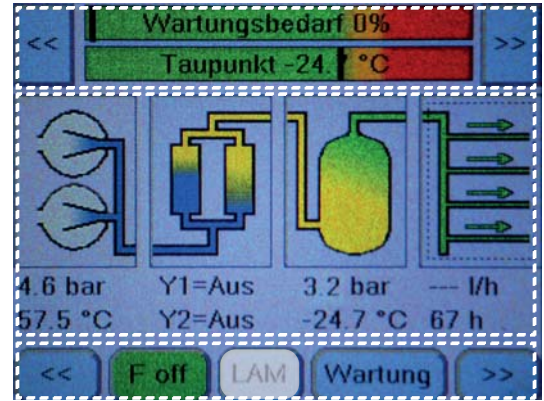 << Wartungsbedarf 0% >>
Taupunkt -24.7 °C
4.6 bar Y1=Aus 3.2 bar --- l/h
57.5 °C Y2=Aus -24.7 °C 67 h
<< F off LAM Wartung >>